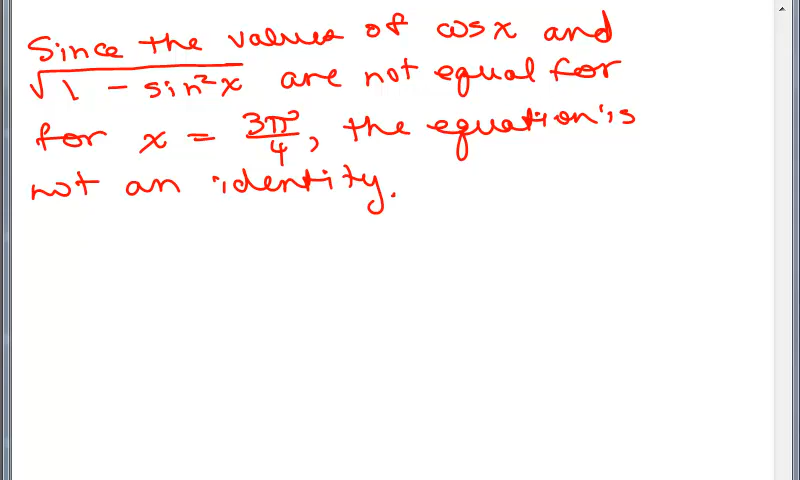 Since the values of cos x and
√(1 - sin²x) are not equal for
for x = 3π/4, the equation is
not an identity.